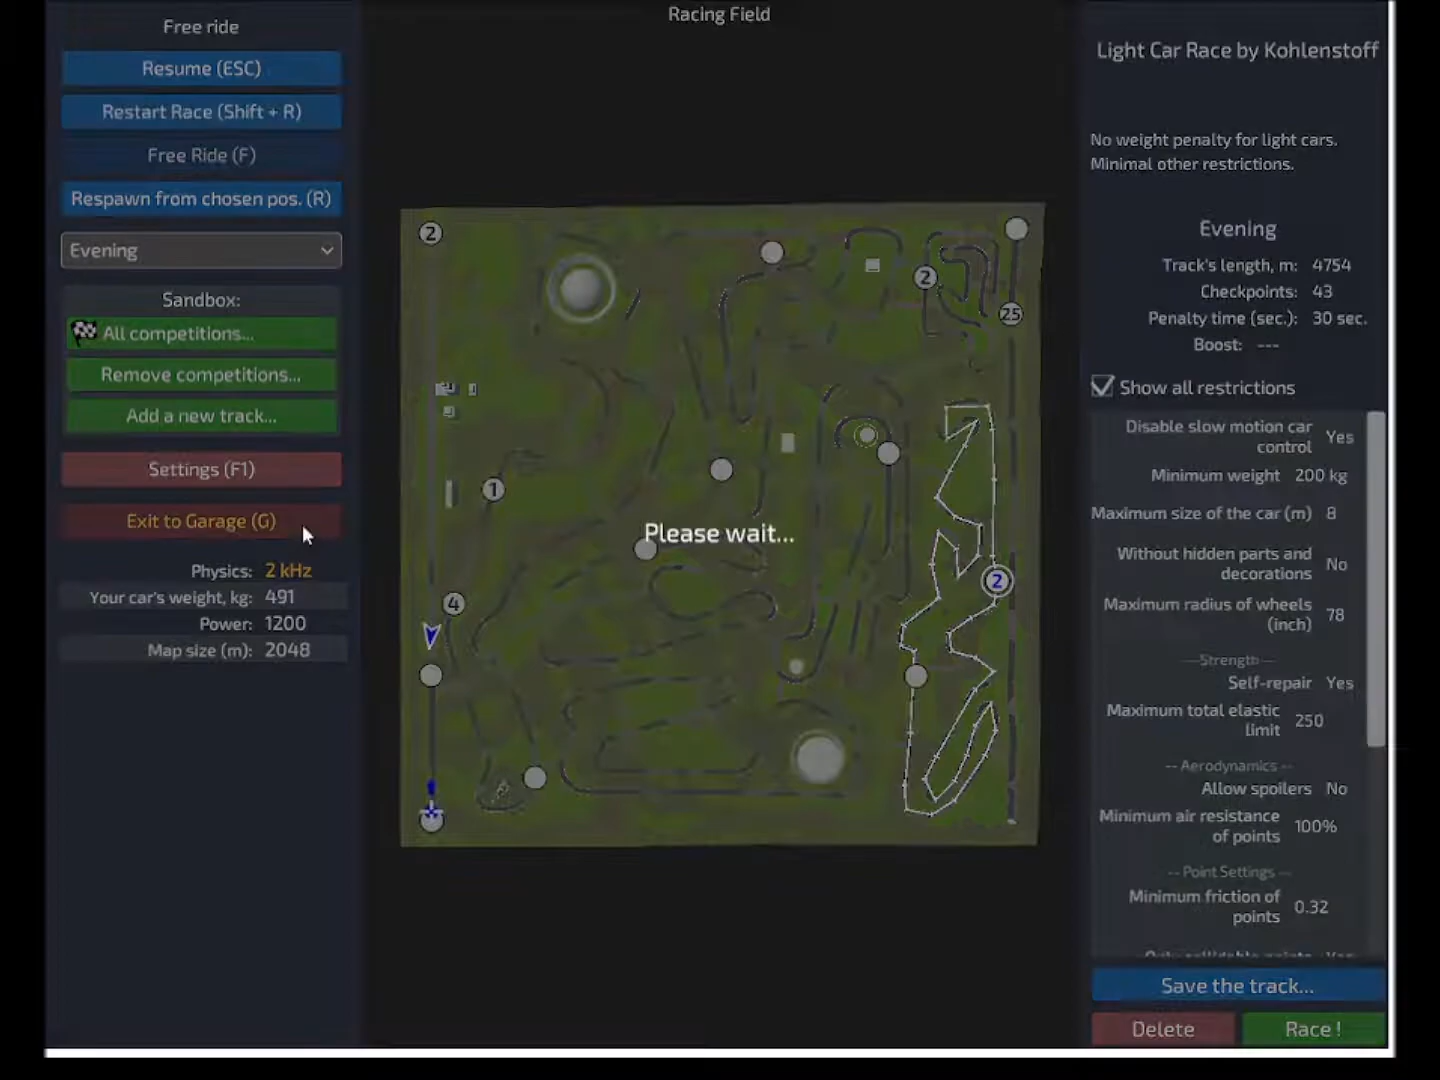 Racing Field
Free ride
Resume (ESC)
Restart Race (Shift + R)
Free Ride (F)
Respawn from chosen pos. (R)
Evening
Sandbox:
All competitions...
Remove competitions...
Add a new track...
Settings (F1)
Exit to Garage (G)
Physics: 2 kHz
Your car's weight, kg: 491
Power: 1200
Map size (m): 2048
2
2
25
1
Please wait...
2
4
Light Car Race by Kohlenstoff
No weight penalty for light cars.
Minimal other restrictions.
Evening
Track's length, m: 4754
Checkpoints: 43
Penalty time (sec.): 30 sec.
Boost: ---
Show all restrictions
Disable slow motion car
control Yes
Minimum weight 200 kg
Maximum size of the car (m) 8
Without hidden parts and
decorations No
Maximum radius of wheels
(inch) 78
---Strength---
Self-repair Yes
Maximum total elastic
limit 250
-- Aerodynamics --
Allow spoilers No
Minimum air resistance
of points 100%
-- Point Settings --
Minimum friction of
points 0.32
Save the track...
Delete
Race !